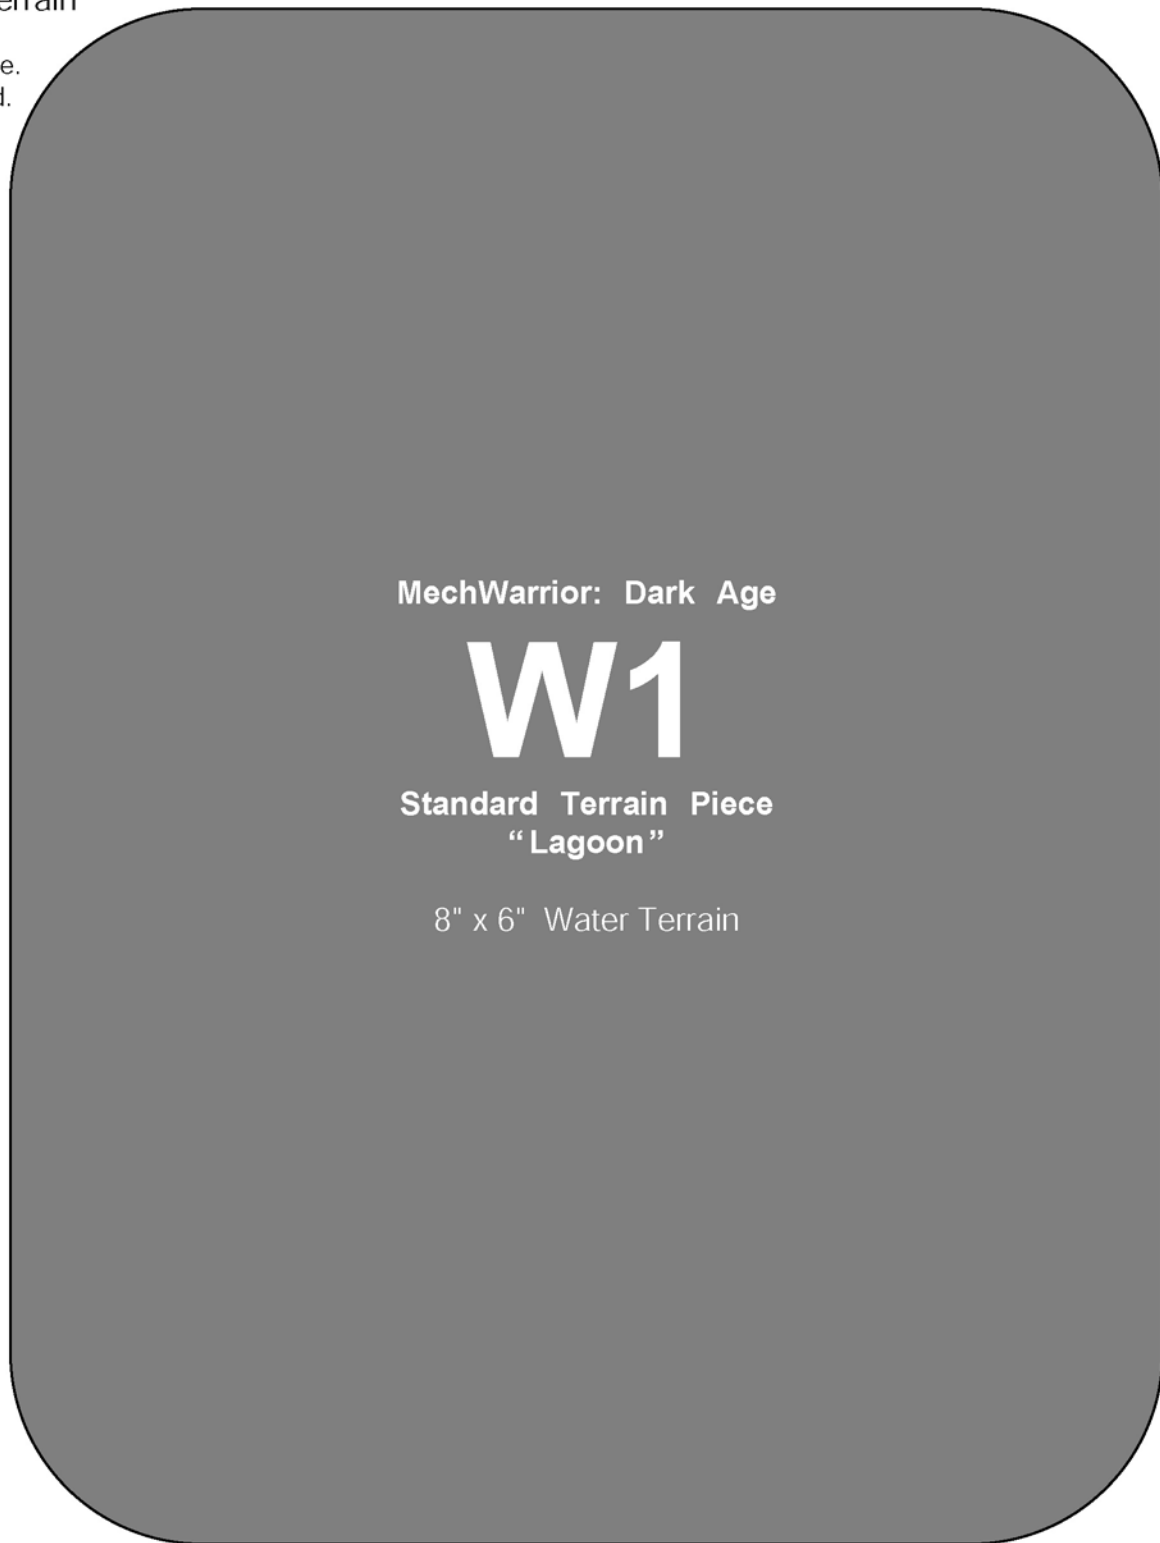 MechWarrior: Dark Age
W1
Standard Terrain Piece
“Lagoon”
8" x 6" Water Terrain